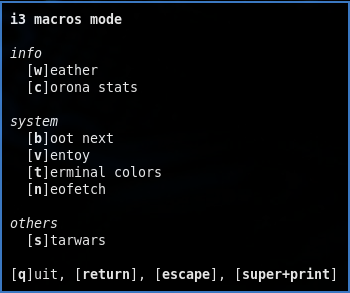 i3 macros mode
info
[w]eather
[c]orona stats
system
[b]oot next
[v]entoy
[t]erminal colors
[n]eofetch
others
[s]tarwars
[q]uit, [return], [escape], [super+print]